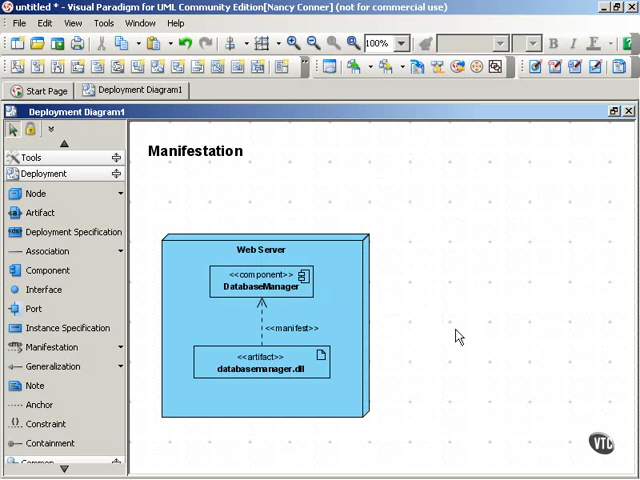 untitled * - Visual Paradigm for UML Community Edition[Nancy Conner] (not for commercial use)
File Edit View Tools Window Help
100%
B I F
Start Page Deployment Diagram1
Deployment Diagram1
Tools
Deployment
Node
Artifact
Deployment Specification
Association
Component
Interface
Port
Instance Specification
Manifestation
Generalization
Note
Anchor
Constraint
Containment
Common
Manifestation
Web Server
<<component>>
DatabaseManager
<<manifest>>
<<artifact>>
databasemanager.dll
VTC